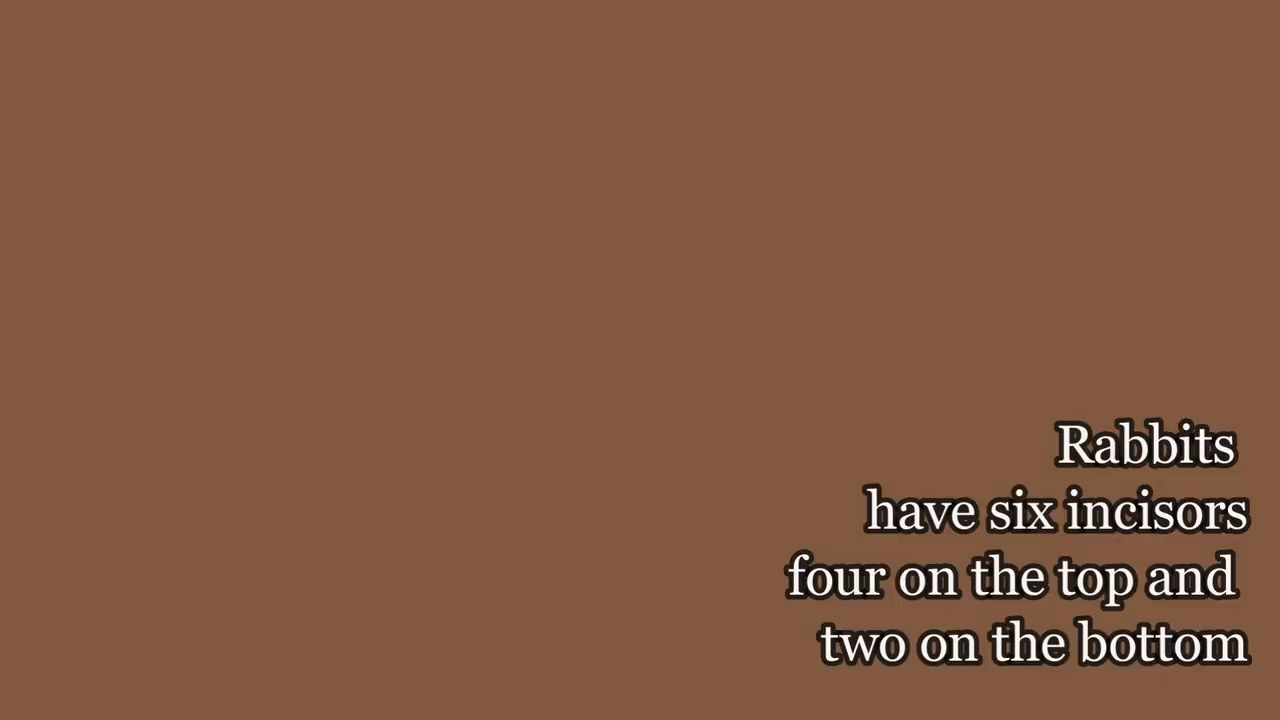 Rabbits
have six incisors
four on the top and
two on the bottom